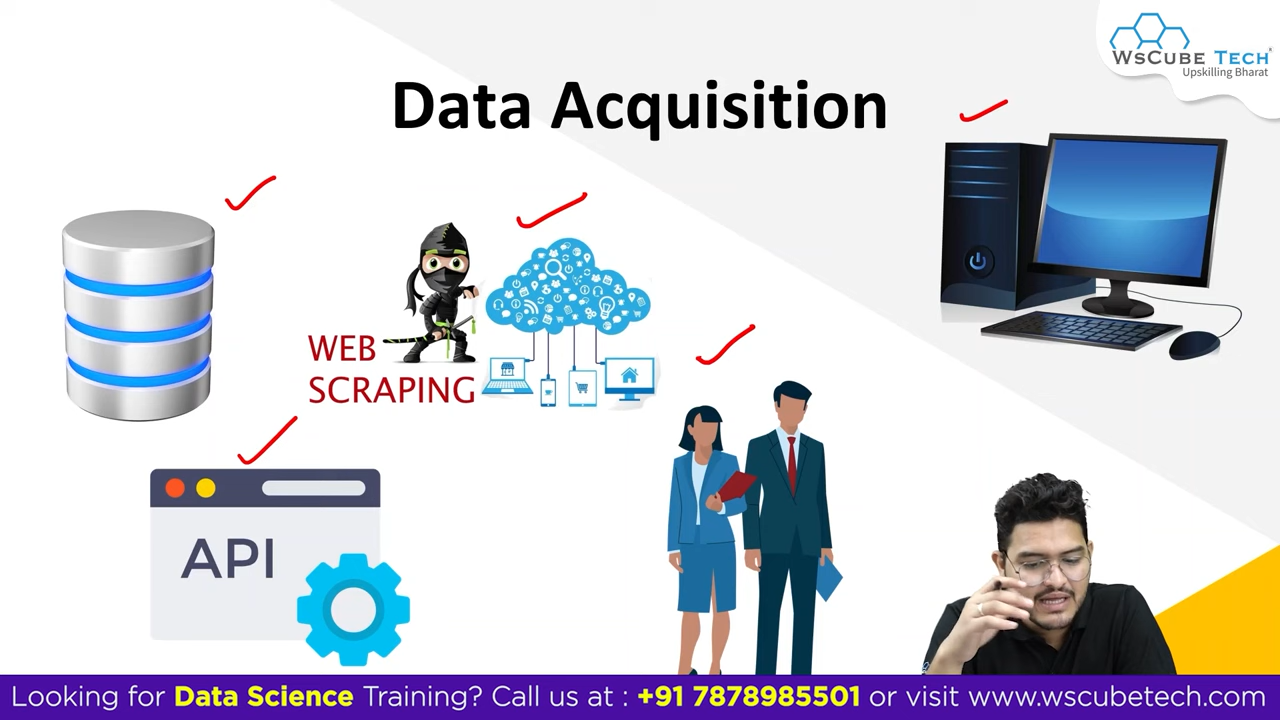 WsCube Tech
Upskilling Bharat
Data Acquisition
WEB
SCRAPING
API
Looking for Data Science Training? Call us at : +91 7878985501 or visit www.wscubetech.com